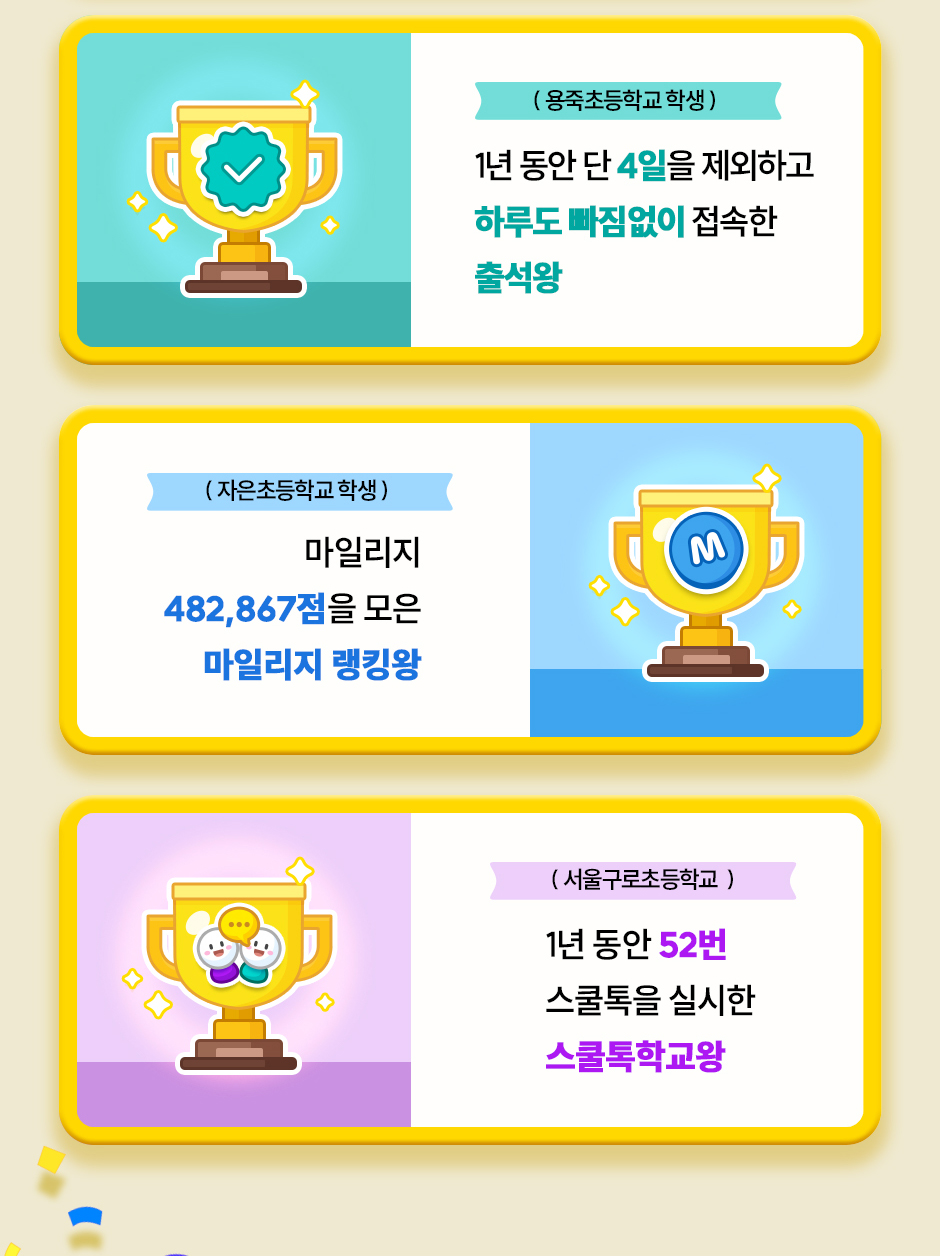 ( 용죽초등학교 학생 )
1년 동안 단 4일을 제외하고
하루도 빠짐없이 접속한
출석왕
( 자은초등학교 학생 )
마일리지
482,867점을 모은
마일리지 랭킹왕
M
( 서울구로초등학교 )
1년 동안 52번
스쿨톡을 실시한
스쿨톡학교왕